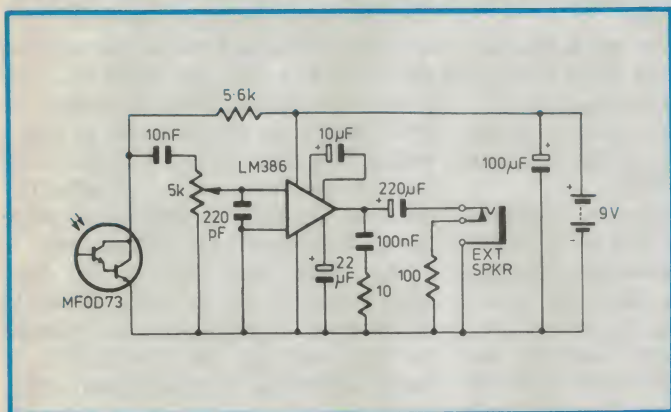 5·6k
10nF
LM386
10µF
5k
220
pF
220µF
100µF
9V
+
+
+
+
+
-
100nF
22
µF
10
100
EXT
SPKR
MFOD73